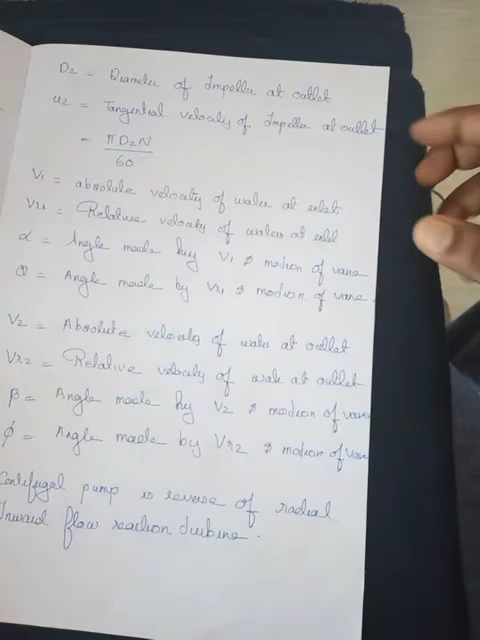 D2 = Diameter of Impeller at outlet
u2 = Tangential velocity of Impeller at outlet
= πD2N / 60
V1 = absolute velocity of water at inlet
Vr1 = Relative velocity of water at inlet
α = Angle made by V1 & motion of vane
θ = Angle made by Vr1 & motion of vane.
V2 = Absolute velocity of water at outlet
Vr2 = Relative velocity of water at outlet
β = Angle made by V2 & motion of vane
φ = Angle made by Vr2 & motion of vane
Centifugal pump is reverse of radial
Inward flow reaction turbine.